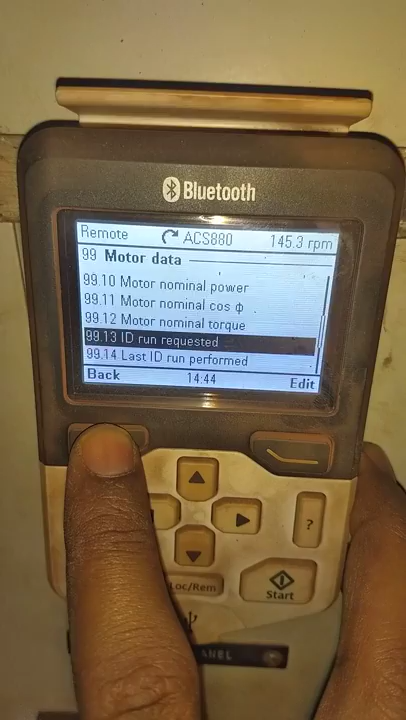 Bluetooth
Remote ACS880 145.3 rpm
99 Motor data
99.10 Motor nominal power
99.11 Motor nominal cos ϕ
99.12 Motor nominal torque
99.13 ID run requested
99.14 Last ID run performed
Back 14:44 Edit
?
Loc/Rem
Start
ANEL